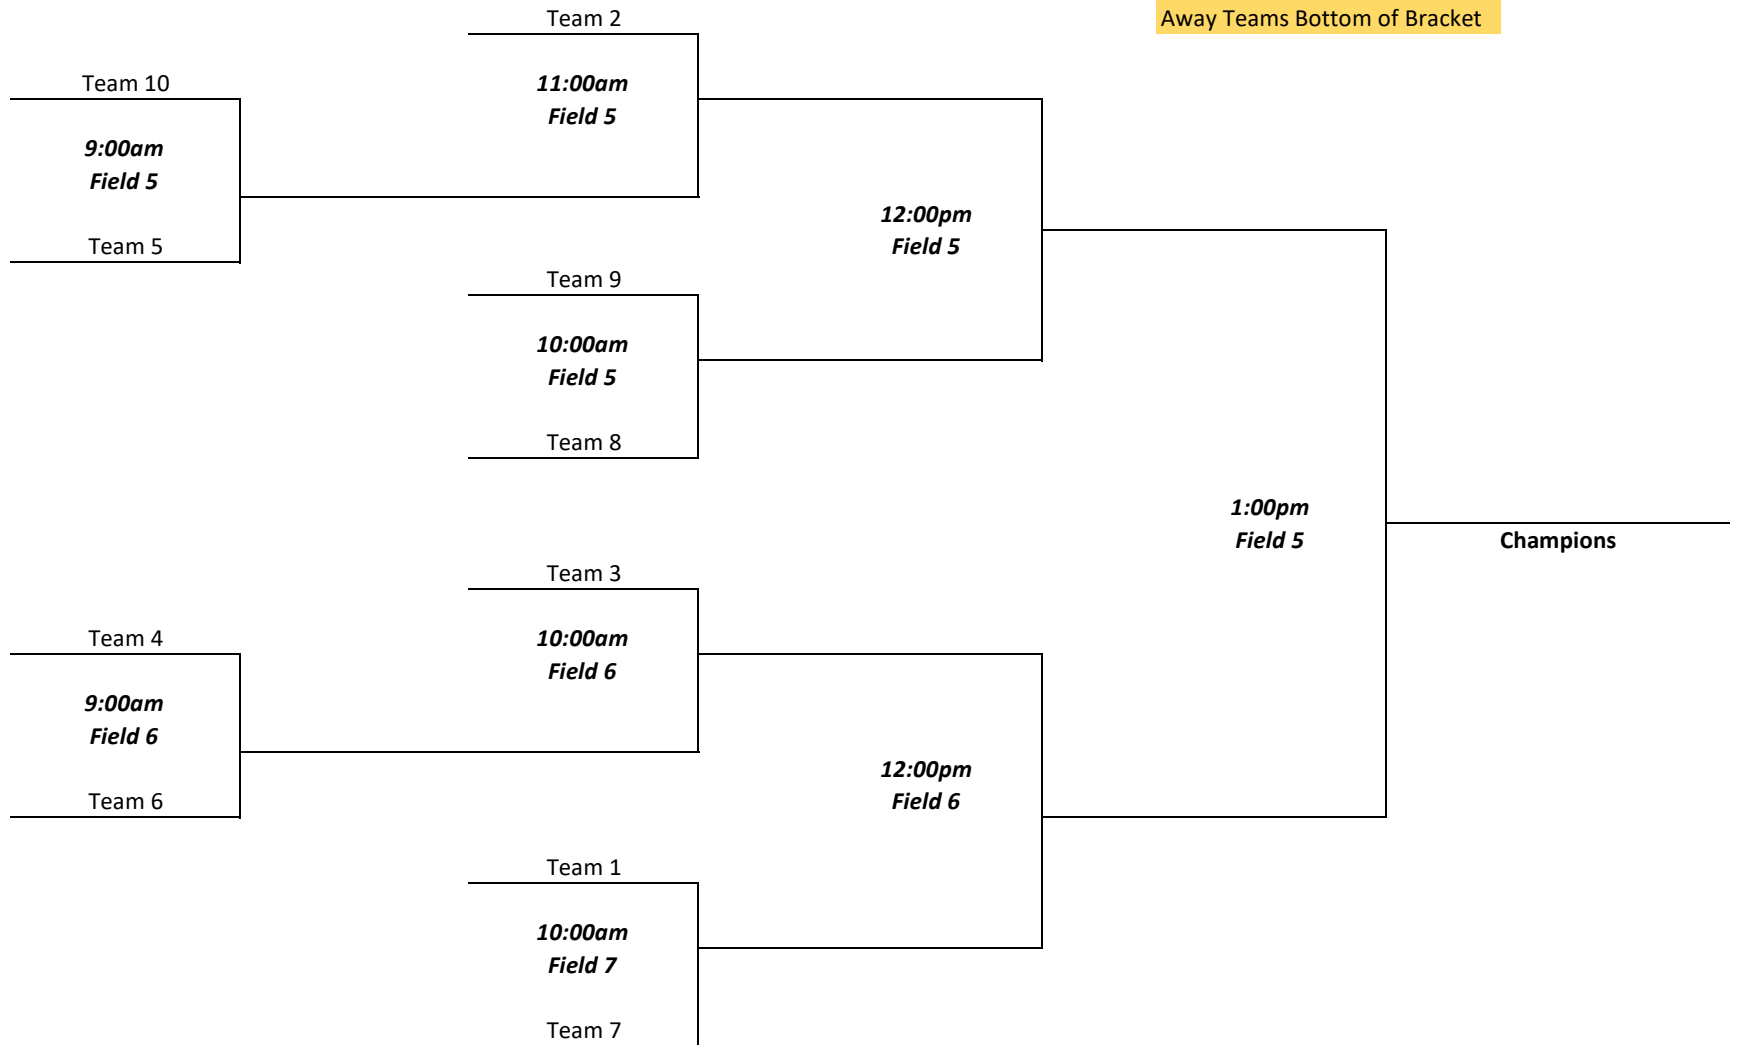 Team 2
Away Teams Bottom of Bracket
Team 10
11:00am
Field 5
9:00am
Field 5
12:00pm
Field 5
Team 5
Team 9
10:00am
Field 5
Team 8
1:00pm
Field 5
Champions
Team 3
Team 4
10:00am
Field 6
9:00am
Field 6
12:00pm
Field 6
Team 6
Team 1
10:00am
Field 7
Team 7